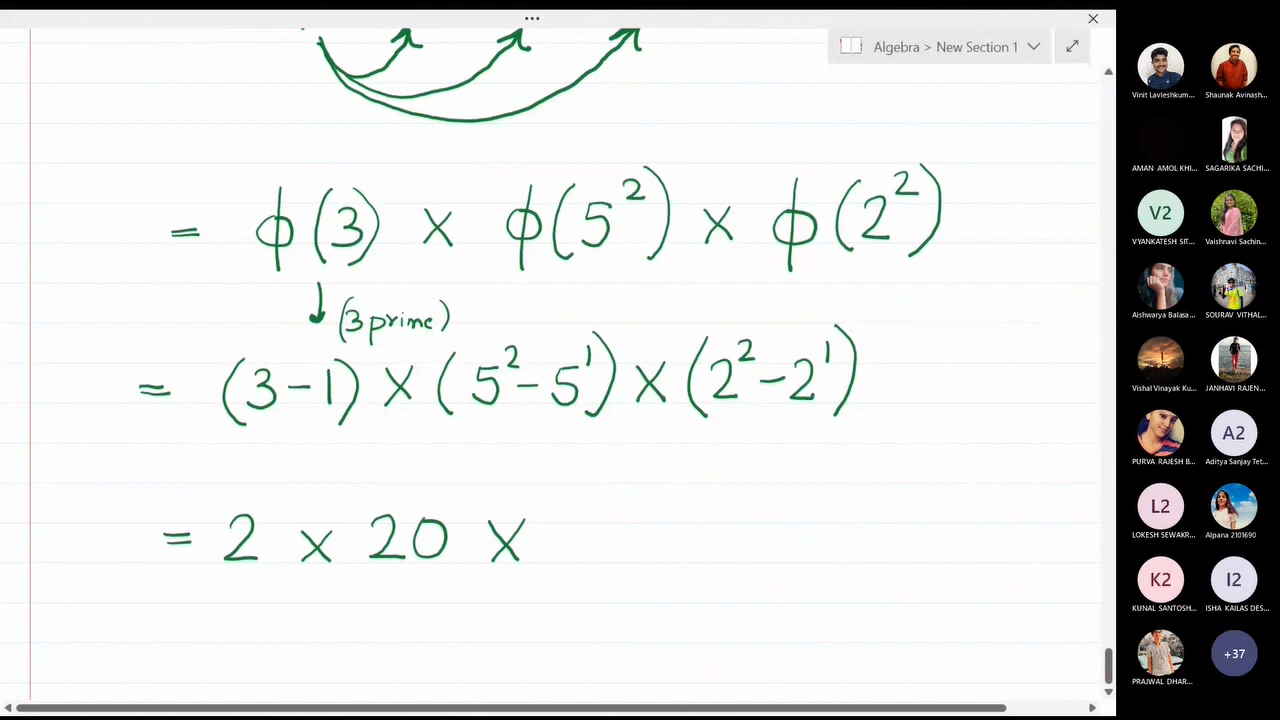 Algebra > New Section 1
= ϕ(3) × ϕ(5²) × ϕ(2²)
↓ (3 prime)
= (3-1) × (5²-5¹) × (2²-2¹)
= 2 × 20 ×
Vinit Lavleshkum... Shaunak Avinash...
AMAN AMOL KHI... SAGARIKA SACHI...
V2
VYANKATESH SIT... Vaishnavi Sachin...
Aishwarya Balasa... SOURAV VITHAL...
Vishal Vinayak Ku... JANHAVI RAJEN...
A2
PURVA RAJESH B... Aditya Sanjay Tet...
L2
LOKESH SEWAKR... Alpana 2101690
K2 I2
KUNAL SANTOSH... ISHA KAILAS DES...
+37
PRAJWAL DHAR...